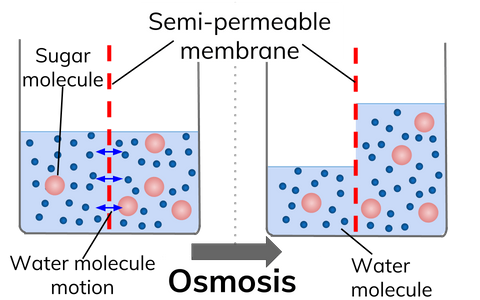 Semi-permeable
membrane
Sugar
molecule
Water molecule
motion
Osmosis
Water
molecule